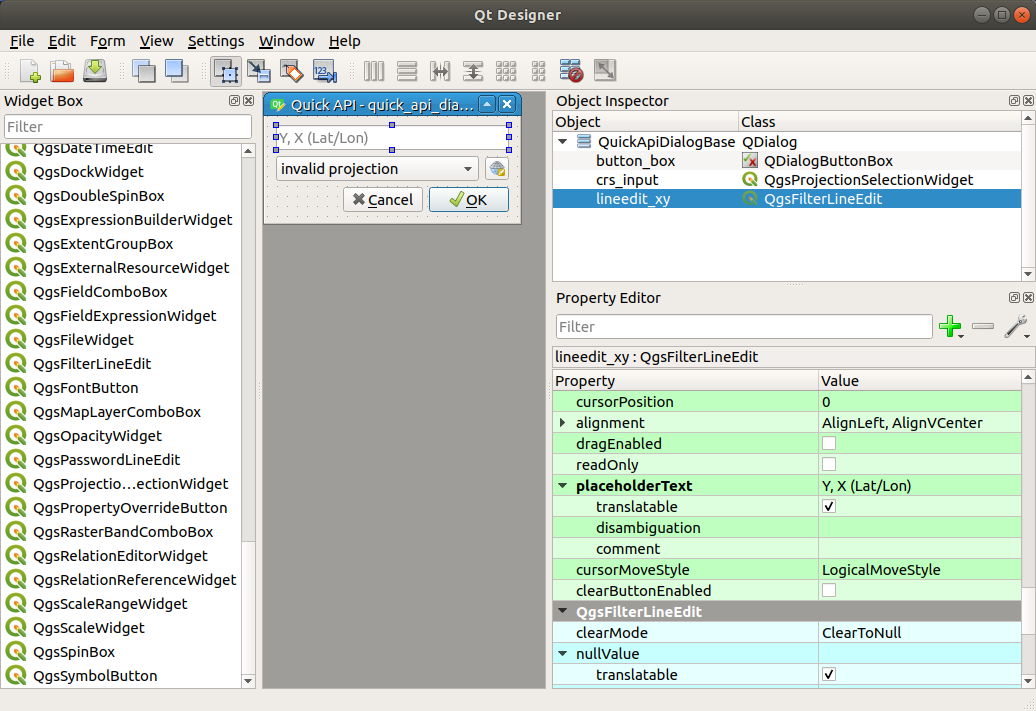 Qt Designer
File Edit Form View Settings Window Help
123
Widget Box
Filter
QgsDateTimeEdit
QgsDockWidget
QgsDoubleSpinBox
QgsExpressionBuilderWidget
QgsExtentGroupBox
QgsExternalResourceWidget
QgsFieldComboBox
QgsFieldExpressionWidget
QgsFileWidget
QgsFilterLineEdit
QgsFontButton
QgsMapLayerComboBox
QgsOpacityWidget
QgsPasswordLineEdit
QgsProjectio...ectionWidget
QgsPropertyOverrideButton
QgsRasterBandComboBox
QgsRelationEditorWidget
QgsRelationReferenceWidget
QgsScaleRangeWidget
QgsScaleWidget
QgsSpinBox
QgsSymbolButton
Qt Quick API - quick_api_dia...
Y, X (Lat/Lon)
invalid projection
Cancel OK
Object Inspector
Object Class
QuickApiDialogBase QDialog
button_box QDialogButtonBox
crs_input QgsProjectionSelectionWidget
lineedit_xy QgsFilterLineEdit
Property Editor
Filter
lineedit_xy : QgsFilterLineEdit
Property Value
cursorPosition 0
alignment AlignLeft, AlignVCenter
dragEnabled
readOnly
placeholderText Y, X (Lat/Lon)
translatable
disambiguation
comment
cursorMoveStyle LogicalMoveStyle
clearButtonEnabled
QgsFilterLineEdit
clearMode ClearToNull
nullValue
translatable